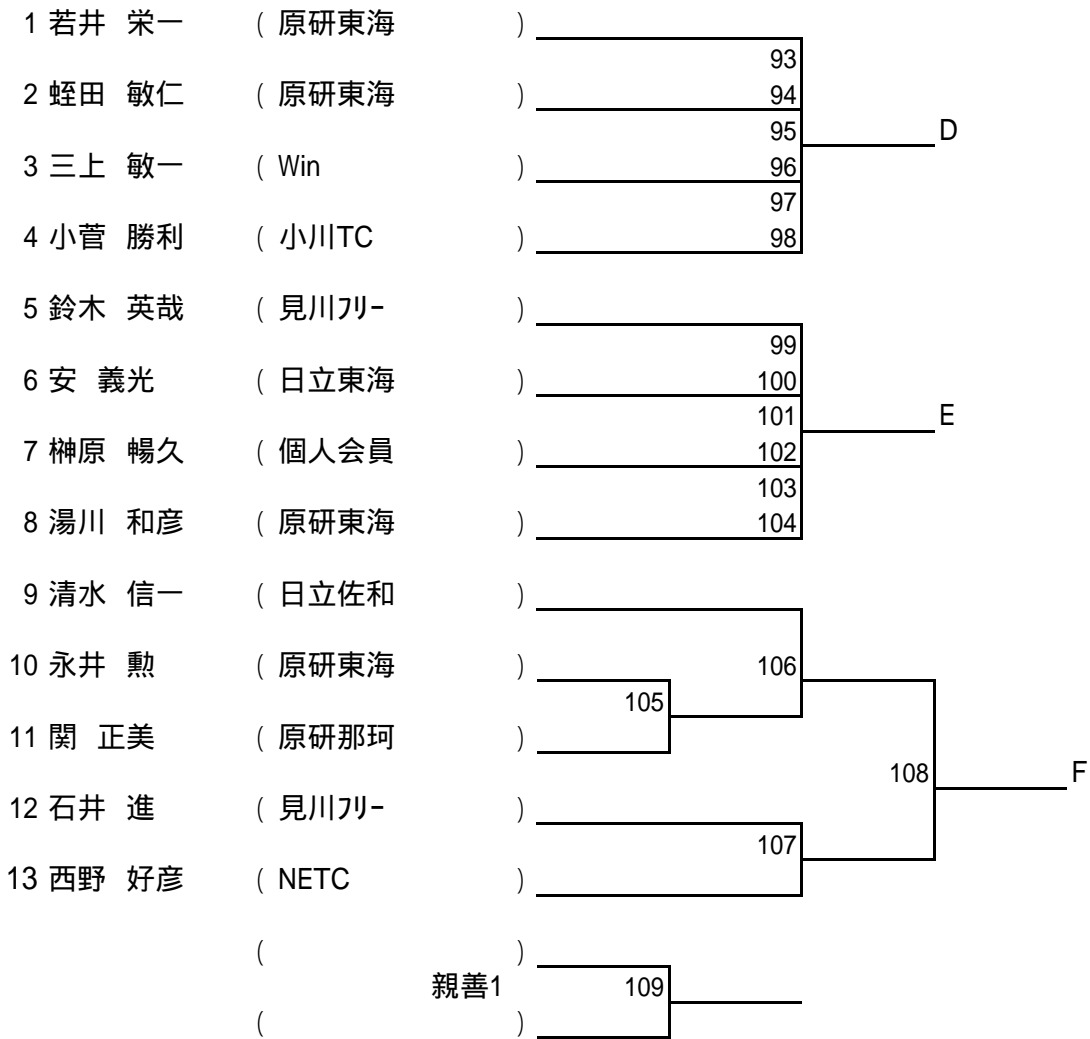 1 若井 栄一 ( 原研東海 )
93
2 蛭田 敏仁 ( 原研東海 ) 94
95 D
3 三上 敏一 ( Win ) 96
97
4 小菅 勝利 ( 小川TC ) 98
5 鈴木 英哉 ( 見川ﾌﾘｰ )
99
6 安 義光 ( 日立東海 ) 100
101 E
7 榊原 暢久 ( 個人会員 ) 102
103
8 湯川 和彦 ( 原研東海 ) 104
9 清水 信一 ( 日立佐和 )
10 永井 勲 ( 原研東海 ) 106
105
11 関 正美 ( 原研那珂 )
108 F
12 石井 進 ( 見川ﾌﾘｰ )
107
13 西野 好彦 ( NETC )
( )
親善1 109
( )